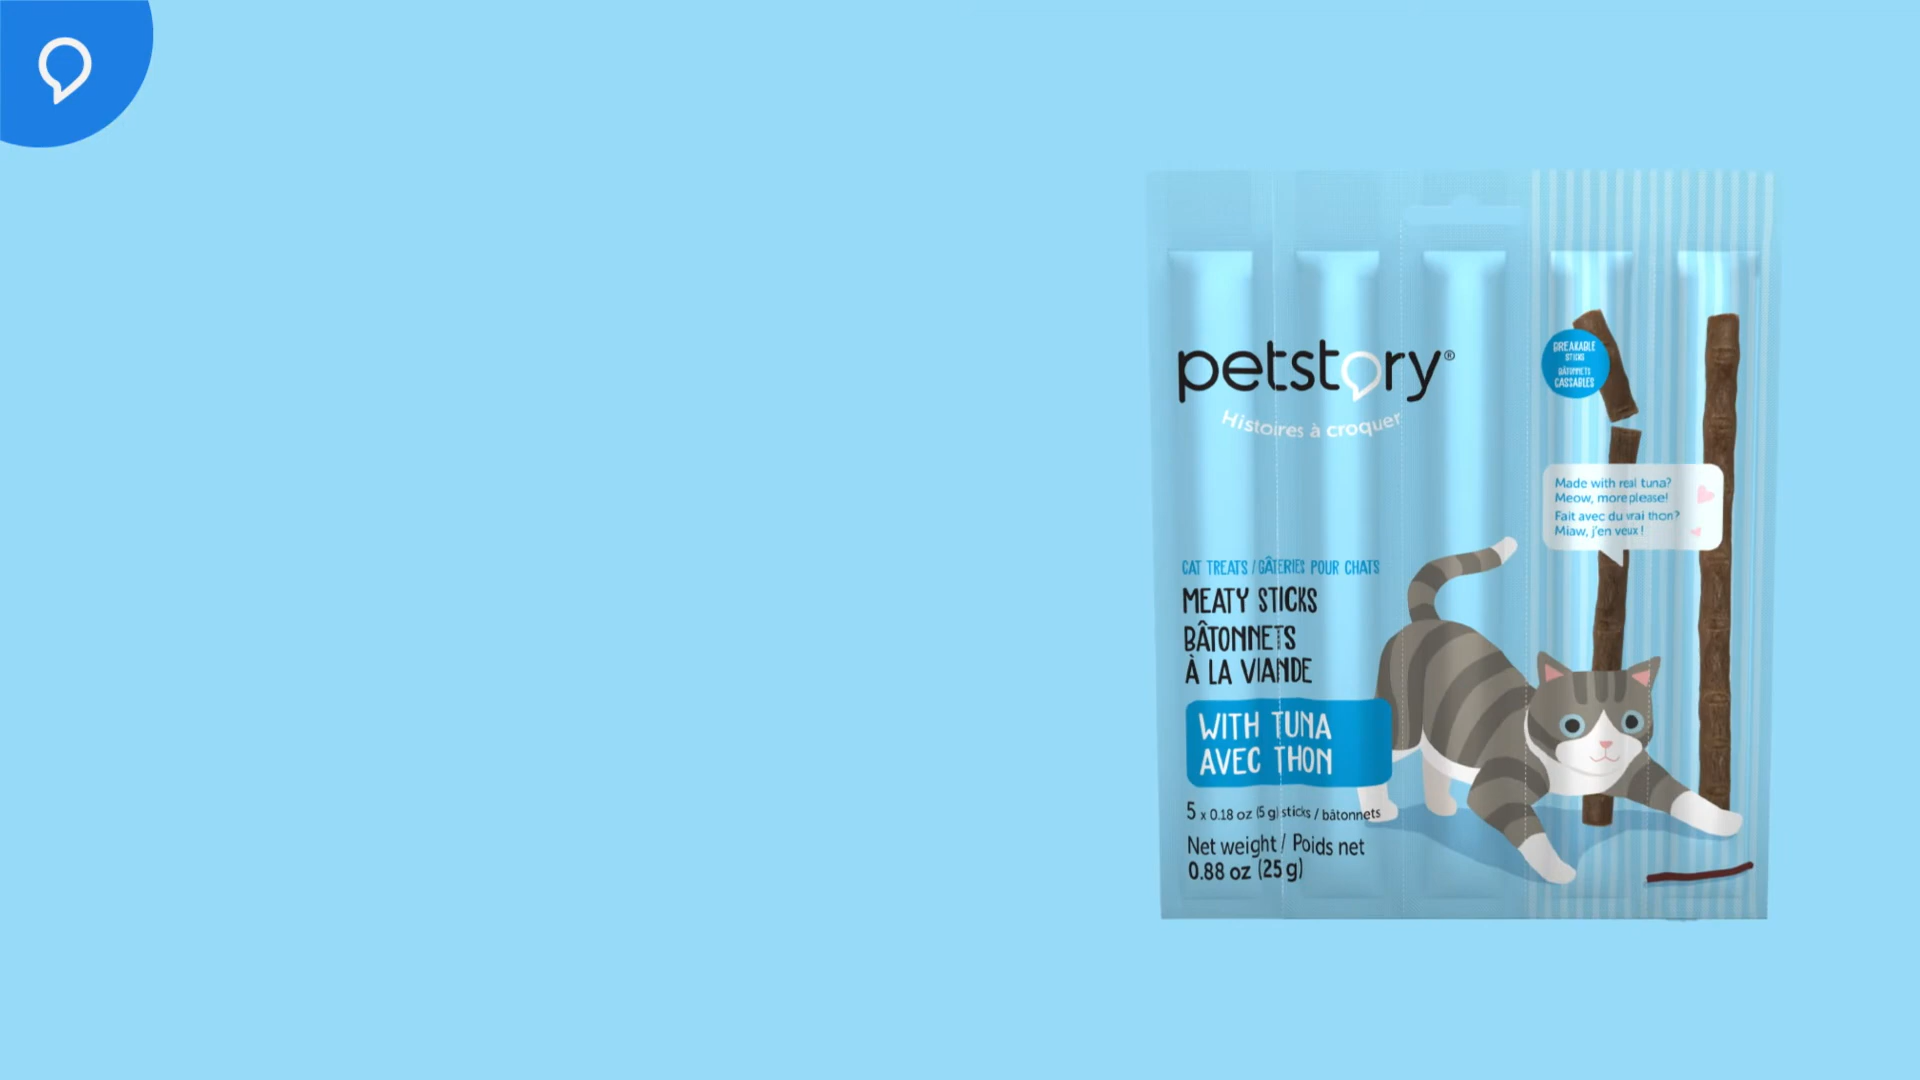 petstory®
Histoires à croquer
BREAKABLE
STICKS
BÂTONNETS
CASSABLES
Made with real tuna?
Meow, more please!
Fait avec du vrai thon?
Miaw, j'en veux !
CAT TREATS / GÂTERIES POUR CHATS
MEATY STICKS
BÂTONNETS
À LA VIANDE
WITH TUNA
AVEC THON
5 x 0.18 oz (5 g) sticks / bâtonnets
Net weight / Poids net
0.88 oz (25 g)